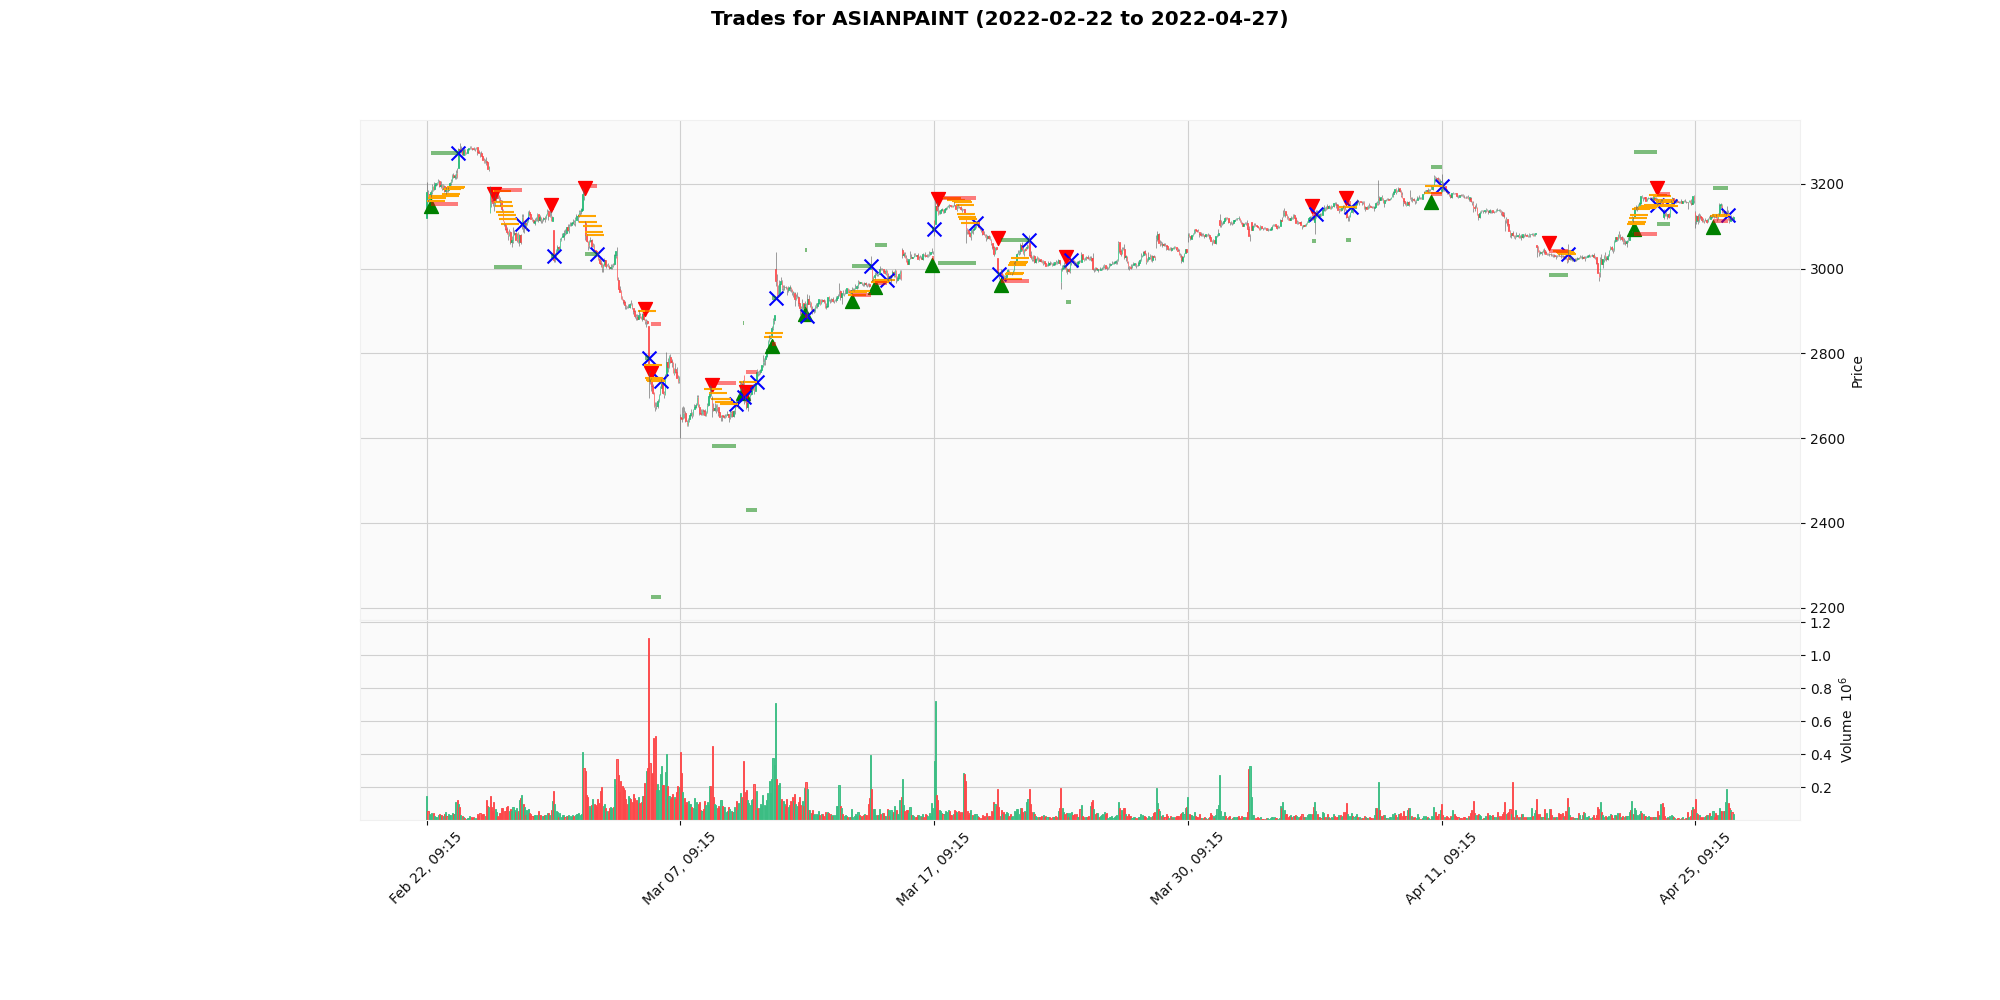 Trades for ASIANPAINT (2022-02-22 to 2022-04-27)
3200
3000
2800
2600
2400
2200
Price
1.2
1.0
0.8
0.6
0.4
0.2
Volume 10⁶
Feb 22, 09:15
Mar 07, 09:15
Mar 17, 09:15
Mar 30, 09:15
Apr 11, 09:15
Apr 25, 09:15